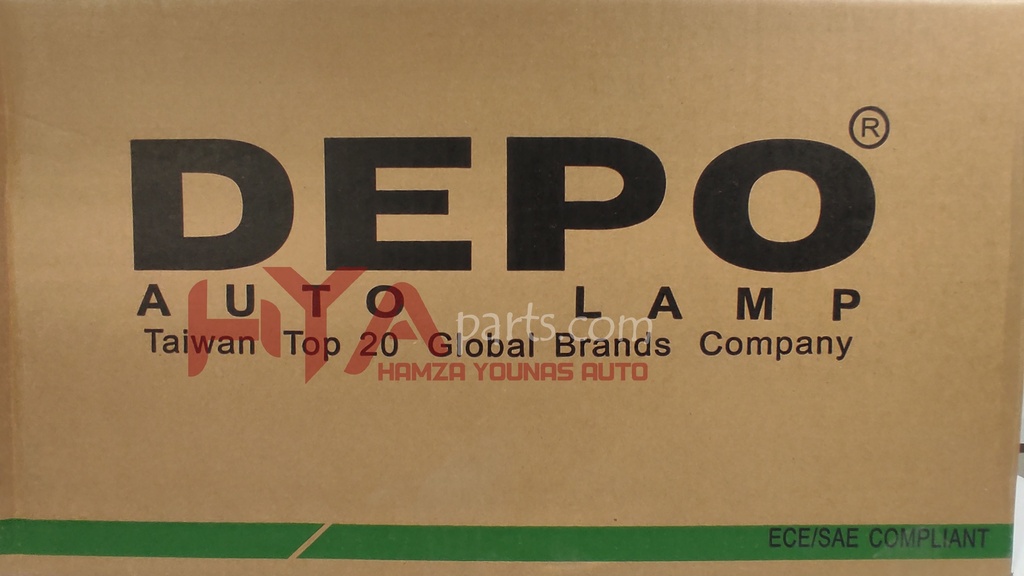 DEPO®
AUTO LAMP
Taiwan Top 20 Global Brands Company
HYA parts.com
HAMZA YOUNAS AUTO
ECE/SAE COMPLIANT